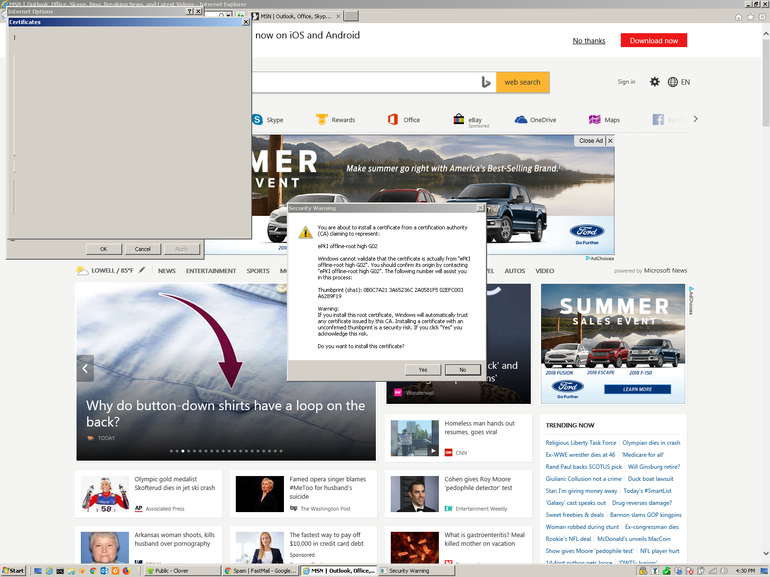 MSN | Outlook, Office, Skype, Bing, Breaking News, and Latest Videos - Internet Explorer
Internet Options
Certificates
MSN | Outlook, Office, Skyp...
now on iOS and Android
No thanks
Download now
web search
Sign in
EN
Skype
Rewards
Office
eBay
Sponsored
OneDrive
Maps
Close Ad
MER
EVENT
Make summer go right with America's Best-Selling Brand.
Ford
Go Further
AdChoices
OK
Cancel
Apply
Security Warning
You are about to install a certificate from a certification authority
(CA) claiming to represent:
ePKI offline-root high G02
Windows cannot validate that the certificate is actually from "ePKI
offline-root high G02". You should confirm its origin by contacting
"ePKI offline-root high G02". The following number will assist you
in this process:
Thumbprint (sha1): 0B0C7A21 3A65236C 2A0581F5 02EFC003
A6289F19
Warning:
If you install this root certificate, Windows will automatically trust
any certificate issued by this CA. Installing a certificate with an
unconfirmed thumbprint is a security risk. If you click "Yes" you
acknowledge this risk.
Do you want to install this certificate?
Yes
No
LOWELL / 85°F
NEWS
ENTERTAINMENT
SPORTS
AUTOS
VIDEO
powered by Microsoft News
Why do button-down shirts have a loop on the
back?
TODAY
ck' and
Wonderwall
SUMMER
SALES EVENT
2018 FUSION
2018 ESCAPE
2018 F-150
Ford
Go Further
LEARN MORE
AdChoices
Homeless man hands out
resumes, goes viral
CNN
TRENDING NOW
Religious Liberty Task Force
Olympian dies in crash
Ex-WWE wrestler dies at 46
'Medicare for all'
Rand Paul backs SCOTUS pick
Will Ginsburg retire?
Giuliani: Collusion not a crime
Duck boat lawsuit
Star: I'm giving away
Today's #SmartList
'Galaxy' cast speaks out
Drug reverses damage?
Sweet freebies & deals
Bannon slams GOP kingpins
Woman robbed during stunt
Ex-congressman dies
Rookie's NFL deal
McDonald's unveils MacCoin
Show gives Moore 'pedophile test'
NFL player hurt
Olympic gold medalist
Skofterud dies in jet ski crash
Associated Press
Famed opera singer blames
#MeToo for husband's
suicide
The Washington Post
Cohen gives Roy Moore
'pedophile detector' test
Entertainment Weekly
Arkansas woman shoots, kills
husband over pornography
The fastest way to pay off
$10,000 in credit card debt
Sponsored
What is gastroenteritis? Meal
killed mother on vacation
Start
Public - Clover
Spam | FastMail - Google...
MSN | Outlook, Office,...
Security Warning
4:30 PM